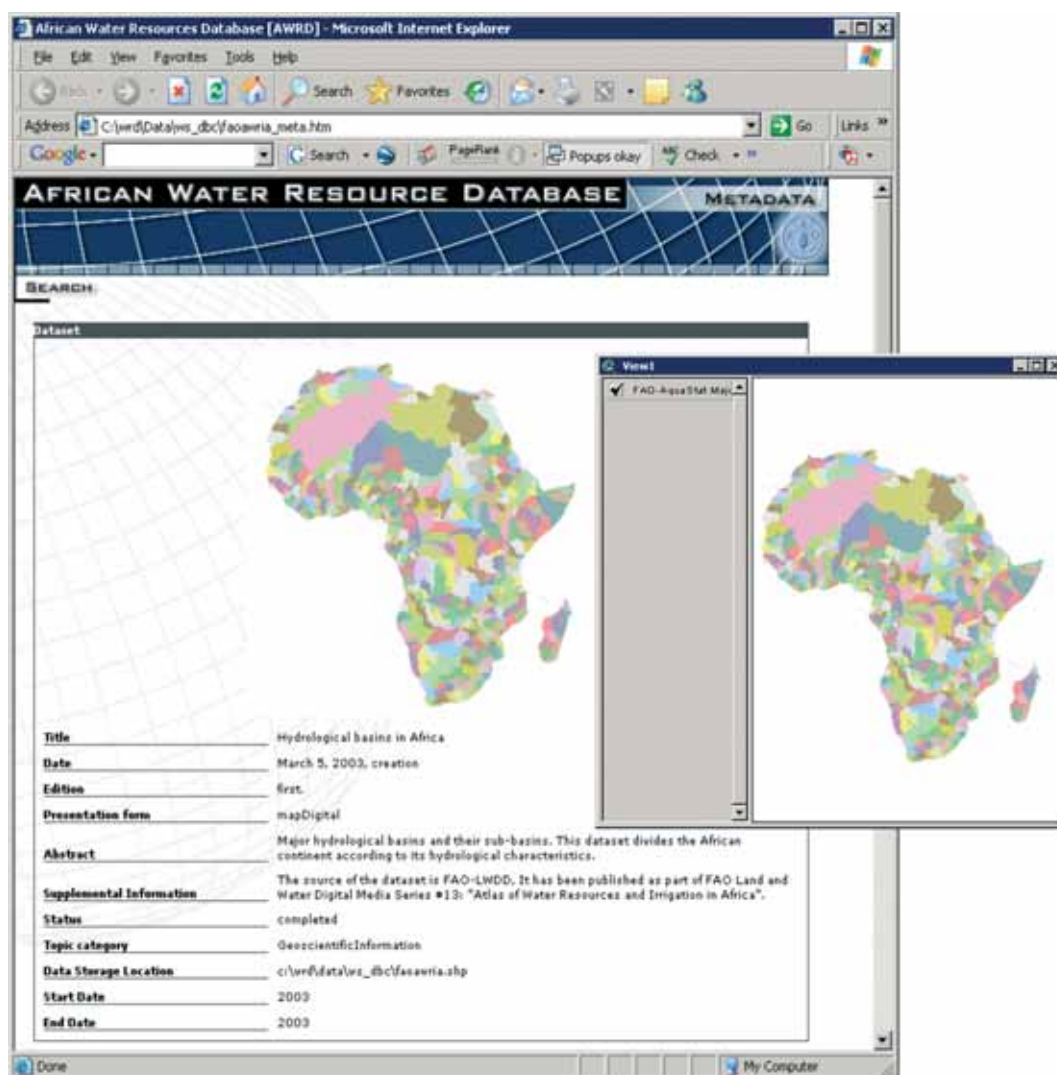 African Water Resources Database [AWRD] - Microsoft Internet Explorer
File Edit View Favorites Tools Help
Back Search Favorites
Address C:\wrd\Data\ws_dbc\faoawria_meta.htm Go Links »
Google Search PageRank Popups okay Check »
AFRICAN WATER RESOURCE DATABASE METADATA
SEARCH
Dataset
View1
FAO-AquaStat Maj
Title Hydrological basins in Africa
Date March 5, 2003, creation
Edition first.
Presentation form mapDigital
Abstract Major hydrological basins and their sub-basins. This dataset divides the African
continent according to its hydrological characteristics.
Supplemental Information The source of the dataset is FAO-LWDD. It has been published as part of FAO Land and
Water Digital Media Series #13: "Atlas of Water Resources and Irrigation in Africa".
Status completed
Topic category GeoscientificInformation
Data Storage Location c:\wrd\data\ws_dbc\faoawria.shp
Start Date 2003
End Date 2003
Done My Computer